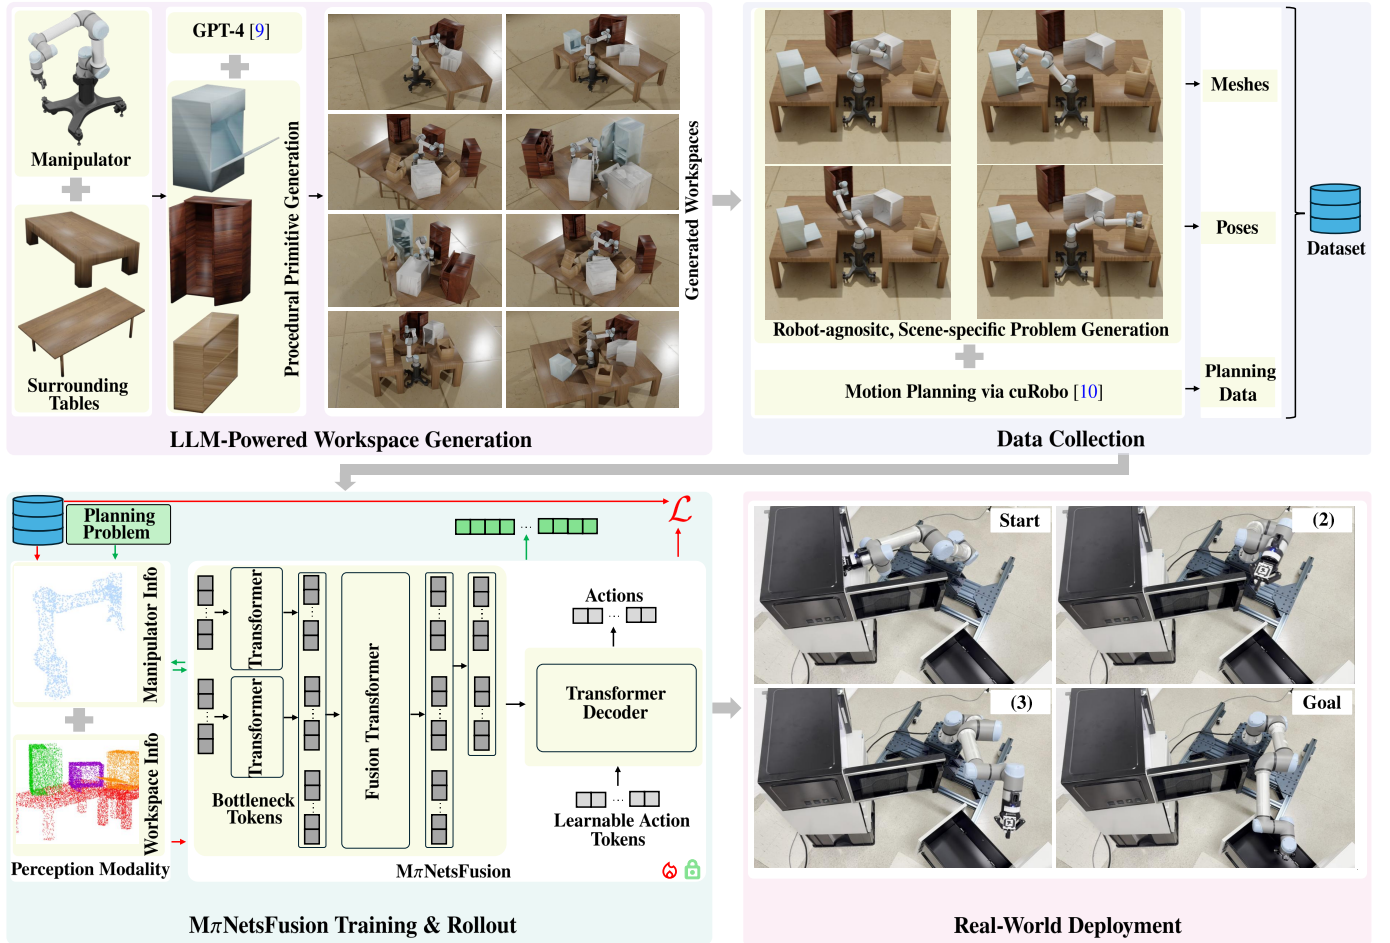 GPT-4 [9]
Manipulator
Surrounding
Tables
Procedural Primitive Generation
Generated Workspaces
LLM-Powered Workspace Generation
Robot-agnositc, Scene-specific Problem Generation
Motion Planning via cuRobo [10]
Meshes
Poses
Planning
Data
Dataset
Data Collection
Planning
Problem
ℒ
Manipulator Info
Workspace Info
Perception Modality
Transformer
Transformer
Bottleneck
Tokens
Fusion Transformer
MπNetsFusion
Actions
Transformer
Decoder
Learnable Action
Tokens
MπNetsFusion Training & Rollout
Start
(2)
(3)
Goal
Real-World Deployment